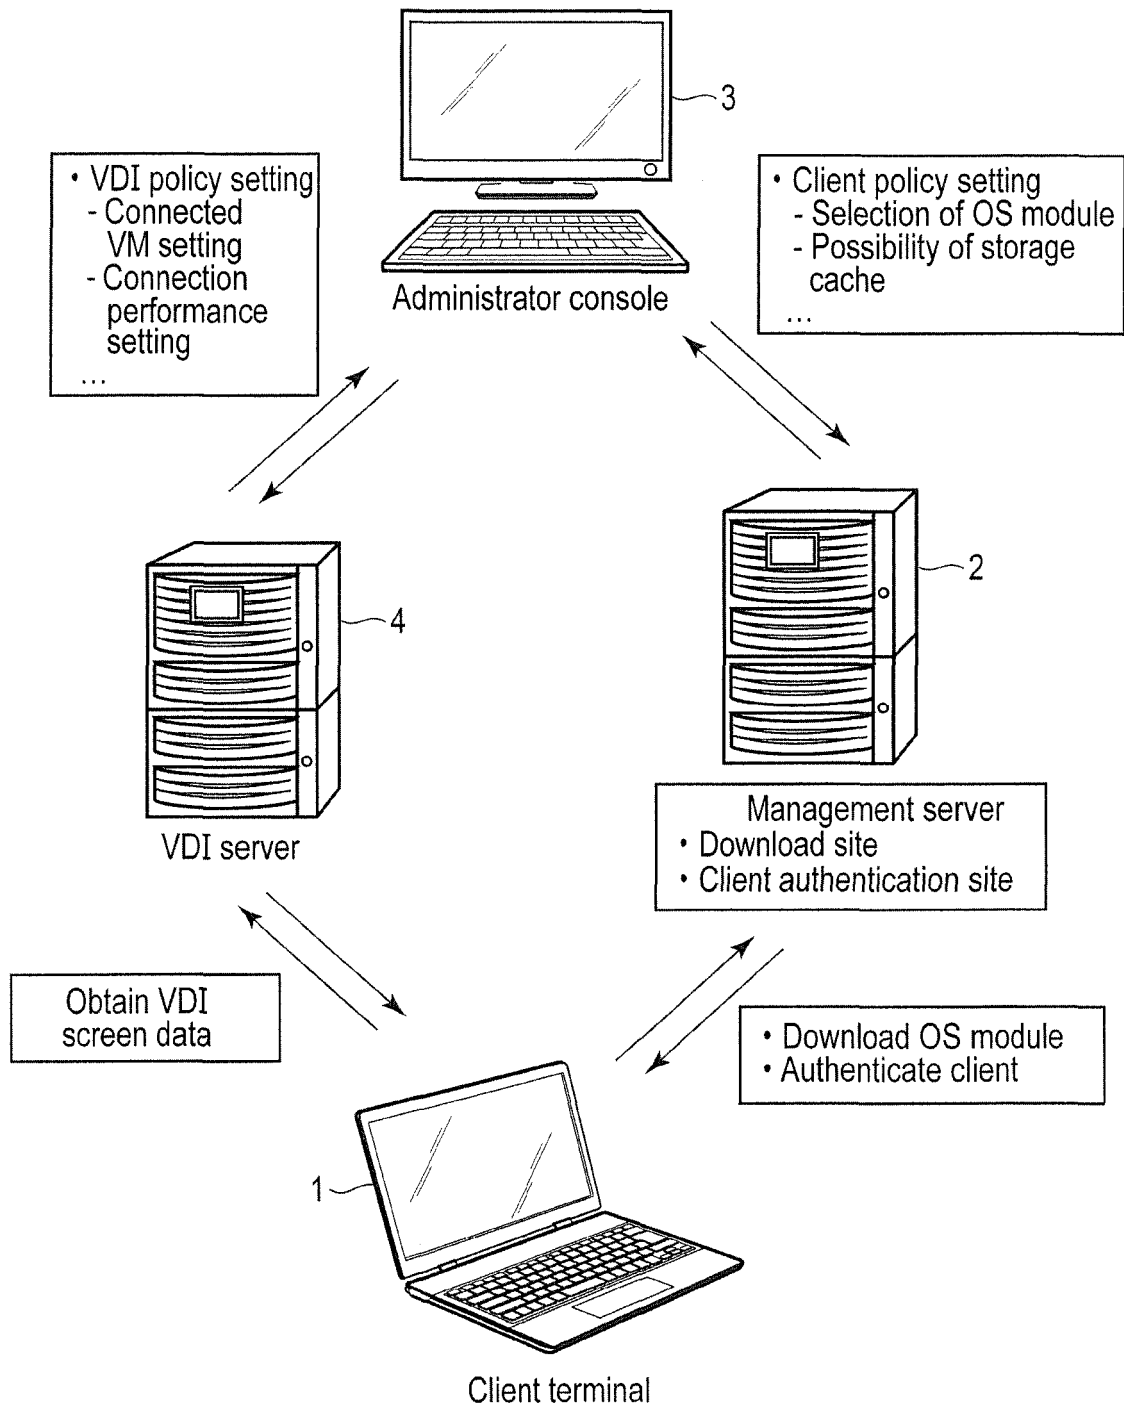 3
• VDI policy setting
- Connected
VM setting
- Connection
performance
setting
...
• Client policy setting
- Selection of OS module
- Possibility of storage
cache
...
Administrator console
4
2
VDI server
Management server
• Download site
• Client authentication site
Obtain VDI
screen data
• Download OS module
• Authenticate client
1
Client terminal